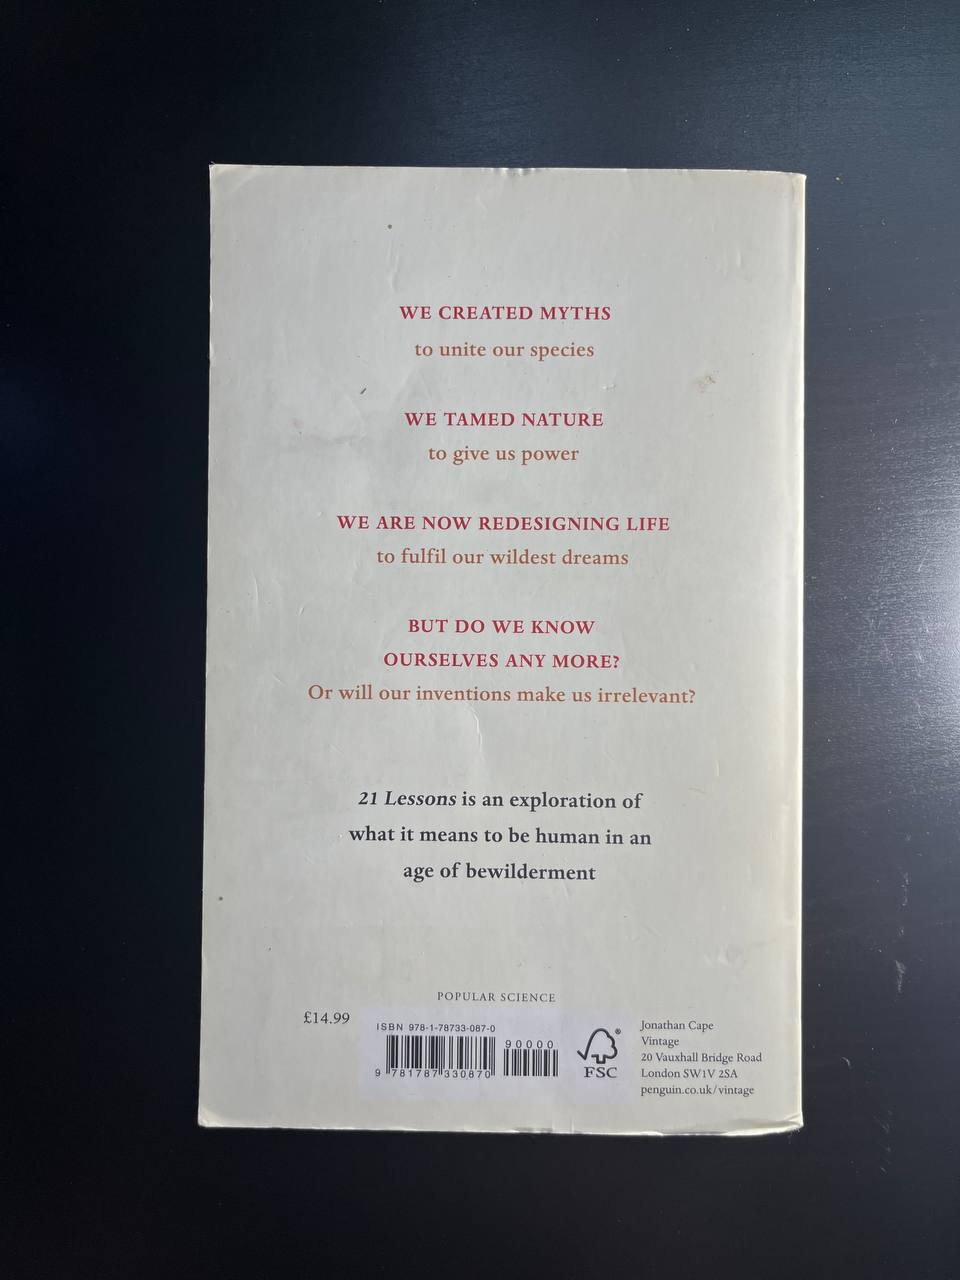 WE CREATED MYTHS
to unite our species
WE TAMED NATURE
to give us power
WE ARE NOW REDESIGNING LIFE
to fulfil our wildest dreams
BUT DO WE KNOW
OURSELVES ANY MORE?
Or will our inventions make us irrelevant?
21 Lessons is an exploration of
what it means to be human in an
age of bewilderment
POPULAR SCIENCE
£14.99
ISBN 978-1-78733-087-0
90000
9 781787 330870
®
FSC
Jonathan Cape
Vintage
20 Vauxhall Bridge Road
London SW1V 2SA
penguin.co.uk/vintage